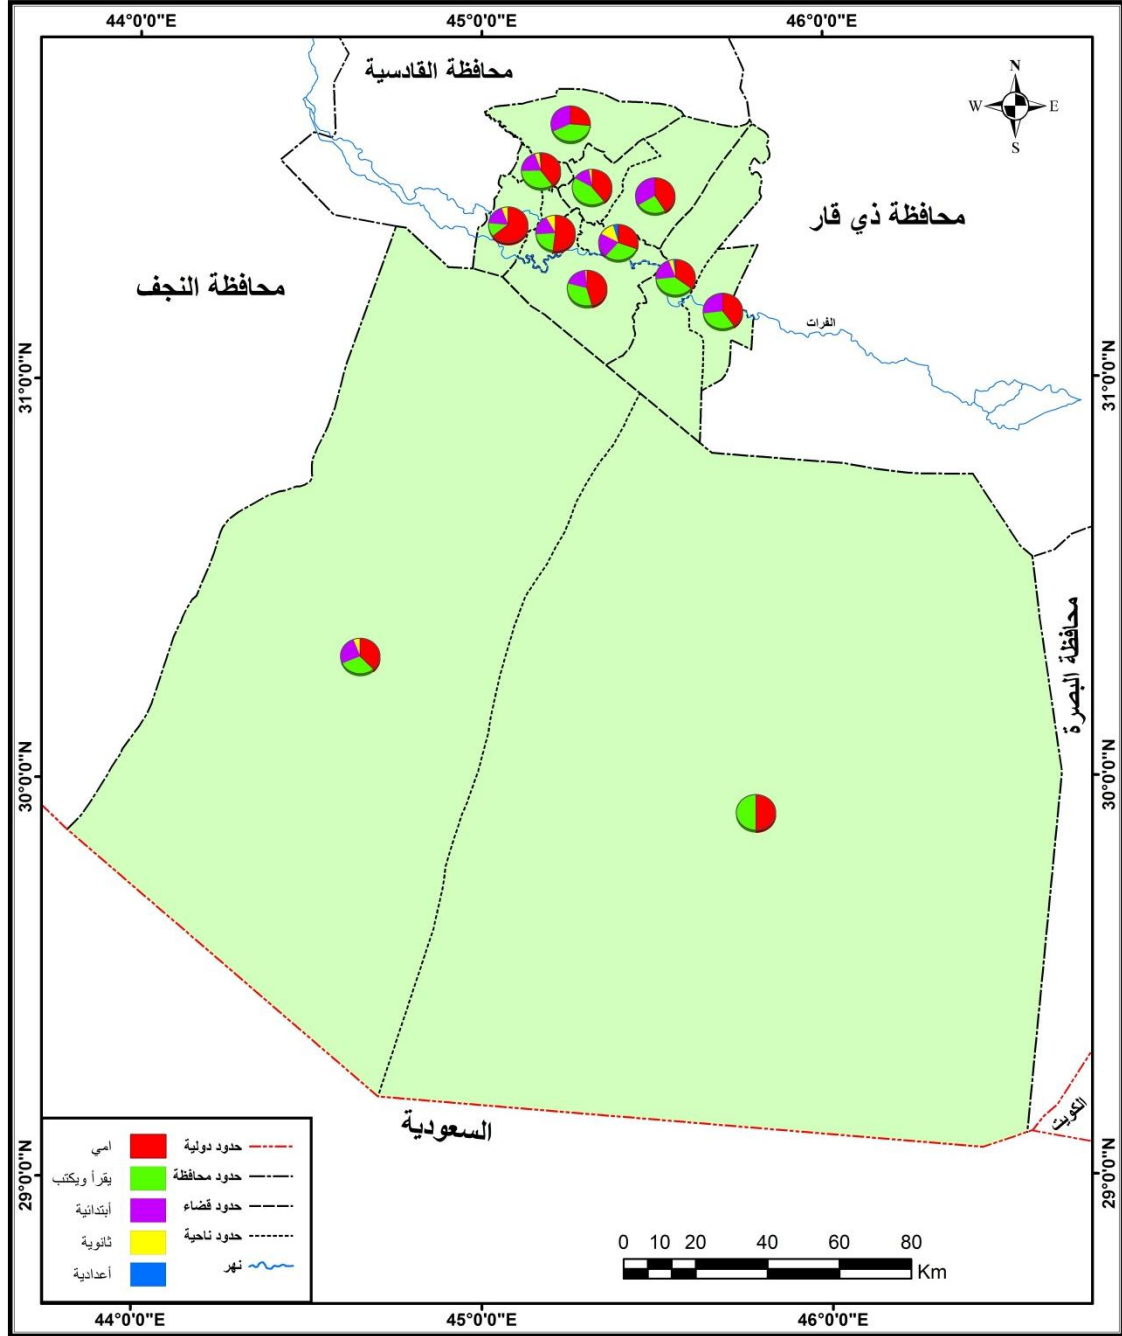 44°0'0"E 45°0'0"E 46°0'0"E
محافظة القادسية
N
W E
S
محافظة ذي قار
محافظة النجف
الفرات
31°0'0"N 31°0'0"N
محافظة البصرة
30°0'0"N 30°0'0"N
الكويت
السعودية
29°0'0"N 29°0'0"N
حدود دولية امي
حدود محافظة يقرأ ويكتب
حدود قضاء أبتدائية
حدود ناحية ثانوية
نهر أعدادية
0 10 20 40 60 80
Km
44°0'0"E 45°0'0"E 46°0'0"E